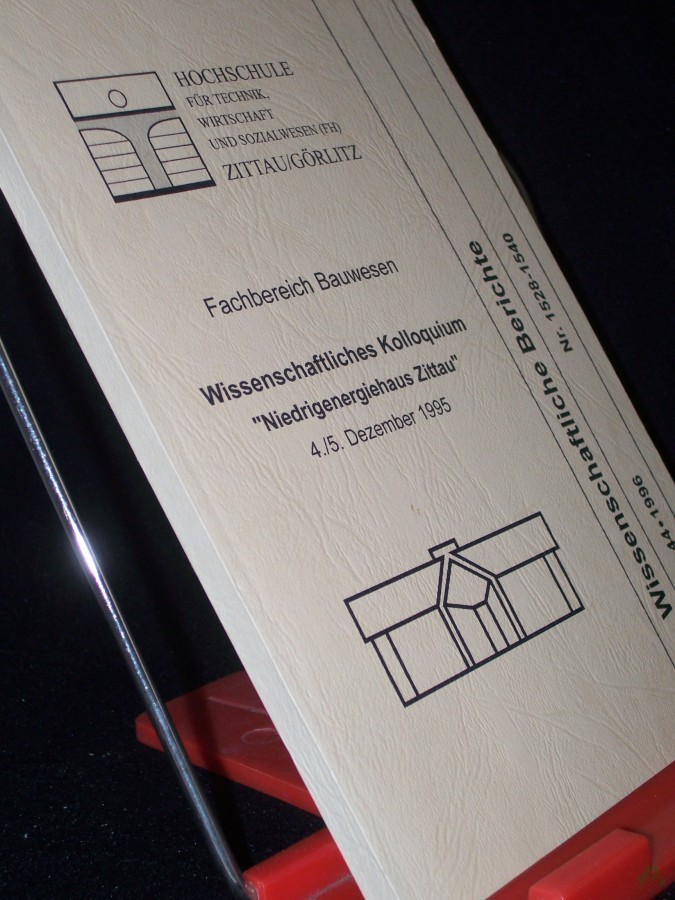 HOCHSCHULE
FÜR TECHNIK,
WIRTSCHAFT
UND SOZIALWESEN (FH)
ZITTAU/GÖRLITZ
Fachbereich Bauwesen
Wissenschaftliches Kolloquium
"Niedrigenergiehaus Zittau"
4./5. Dezember 1995
Wissenschaftliche Berichte
Nr. 1528-1540
44•1996